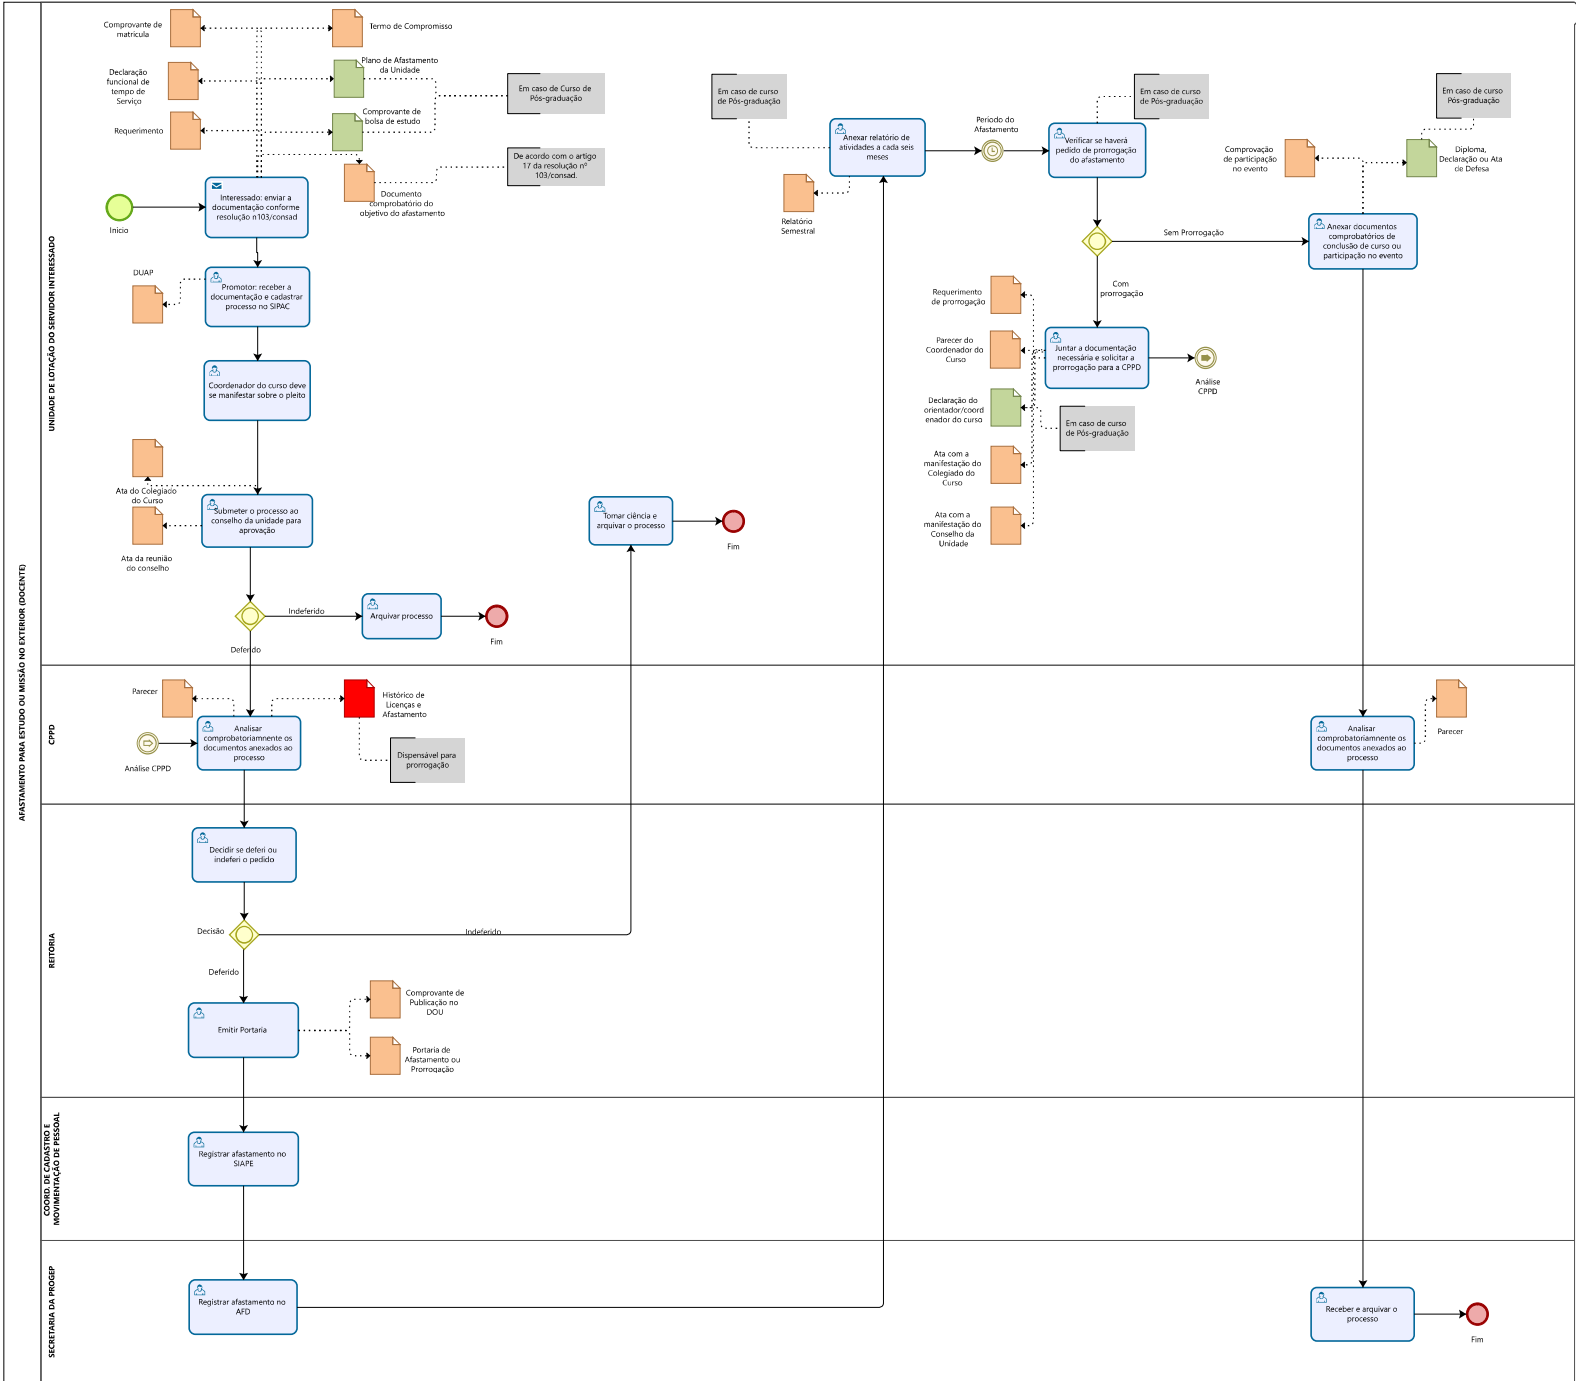 AFASTAMENTO PARA ESTUDO OU MISSÃO NO EXTERIOR (DOCENTE)
UNIDADE DE LOTAÇÃO DO SERVIDOR INTERESSADO
Comprovante de
matricula
Termo de Compromisso
Declaração
funcional de
tempo de
Serviço
Plano de Afastamento
da Unidade
Requerimento
Comprovante de
bolsa de estudo
Em caso de Curso de
Pós-graduação
De acordo com o artigo
17 da resolução nº
103/consad.
Documento
comprobatório do
objetivo do afastamento
Início
Interessado: enviar a
documentação conforme
resolução n103/consad
DUAP
Promotor: receber a
documentação e cadastrar
processo no SIPAC
Coordenador do curso deve
se manifestar sobre o pleito
Ata do Colegiado
do Curso
Submeter o processo ao
conselho da unidade para
aprovação
Ata da reunião
do conselho
Indeferido
Arquivar processo
Fim
Deferido
Tomar ciência e
arquivar o processo
Fim
Em caso de curso
de Pós-graduação
Anexar relatório de
atividades a cada seis
meses
Relatório
Semestral
Periodo do
Afastamento
Em caso de curso
de Pós-graduação
Verificar se haverá
pedido de prorrogação
do afastamento
Sem Prorrogação
Com
prorrogação
Em caso de curso
Pós-graduação
Comprovação
de participação
no evento
Diploma,
Declaração ou Ata
de Defesa
Anexar documentos
comprobatórios de
conclusão de curso ou
participação no evento
Requerimento
de prorrogação
Parecer do
Coordenador do
Curso
Juntar a documentação
necessária e solicitar a
prorrogação para a CPPD
Análise
CPPD
Declaração do
orientador/coord
enador do curso
Em caso de curso
de Pós-graduação
Ata com a
manifestação do
Colegiado do
Curso
Ata com a
manifestação do
Conselho da
Unidade
CPPD
Parecer
Histórico de
Licenças e
Afastamento
Análise CPPD
Analisar
comprobatoriamnente os
documentos anexados ao
processo
Dispensável para
prorrogação
Analisar
comprobatoriamnente os
documentos anexados ao
processo
Parecer
REITORIA
Decidir se deferi ou
indeferi o pedido
Decisão
Indeferido
Deferido
Emitir Portaria
Comprovante de
Publicação no
DOU
Portaria de
Afastamento ou
Prorrogação
COORD. DE CADASTRO E
MOVIMENTAÇÃO DE PESSOAL
Registrar afastamento no
SIAPE
SECRETARIA DA PROGEP
Registrar afastamento no
AFD
Receber e arquivar o
processo
Fim